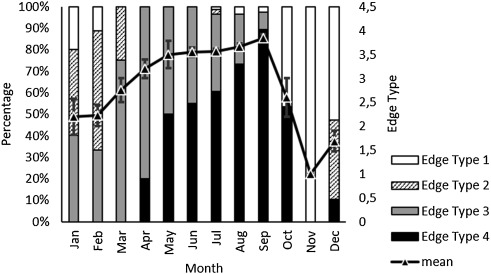 100%
90%
80%
70%
60%
50%
40%
30%
20%
10%
0%
Percentage
4,5
4
3,5
3
2,5
2
1,5
1
0,5
0
Edge Type
Jan Feb Mar Apr May Jun Jul Aug Sep Oct Nov Dec
Month
Edge Type 1
Edge Type 2
Edge Type 3
Edge Type 4
mean